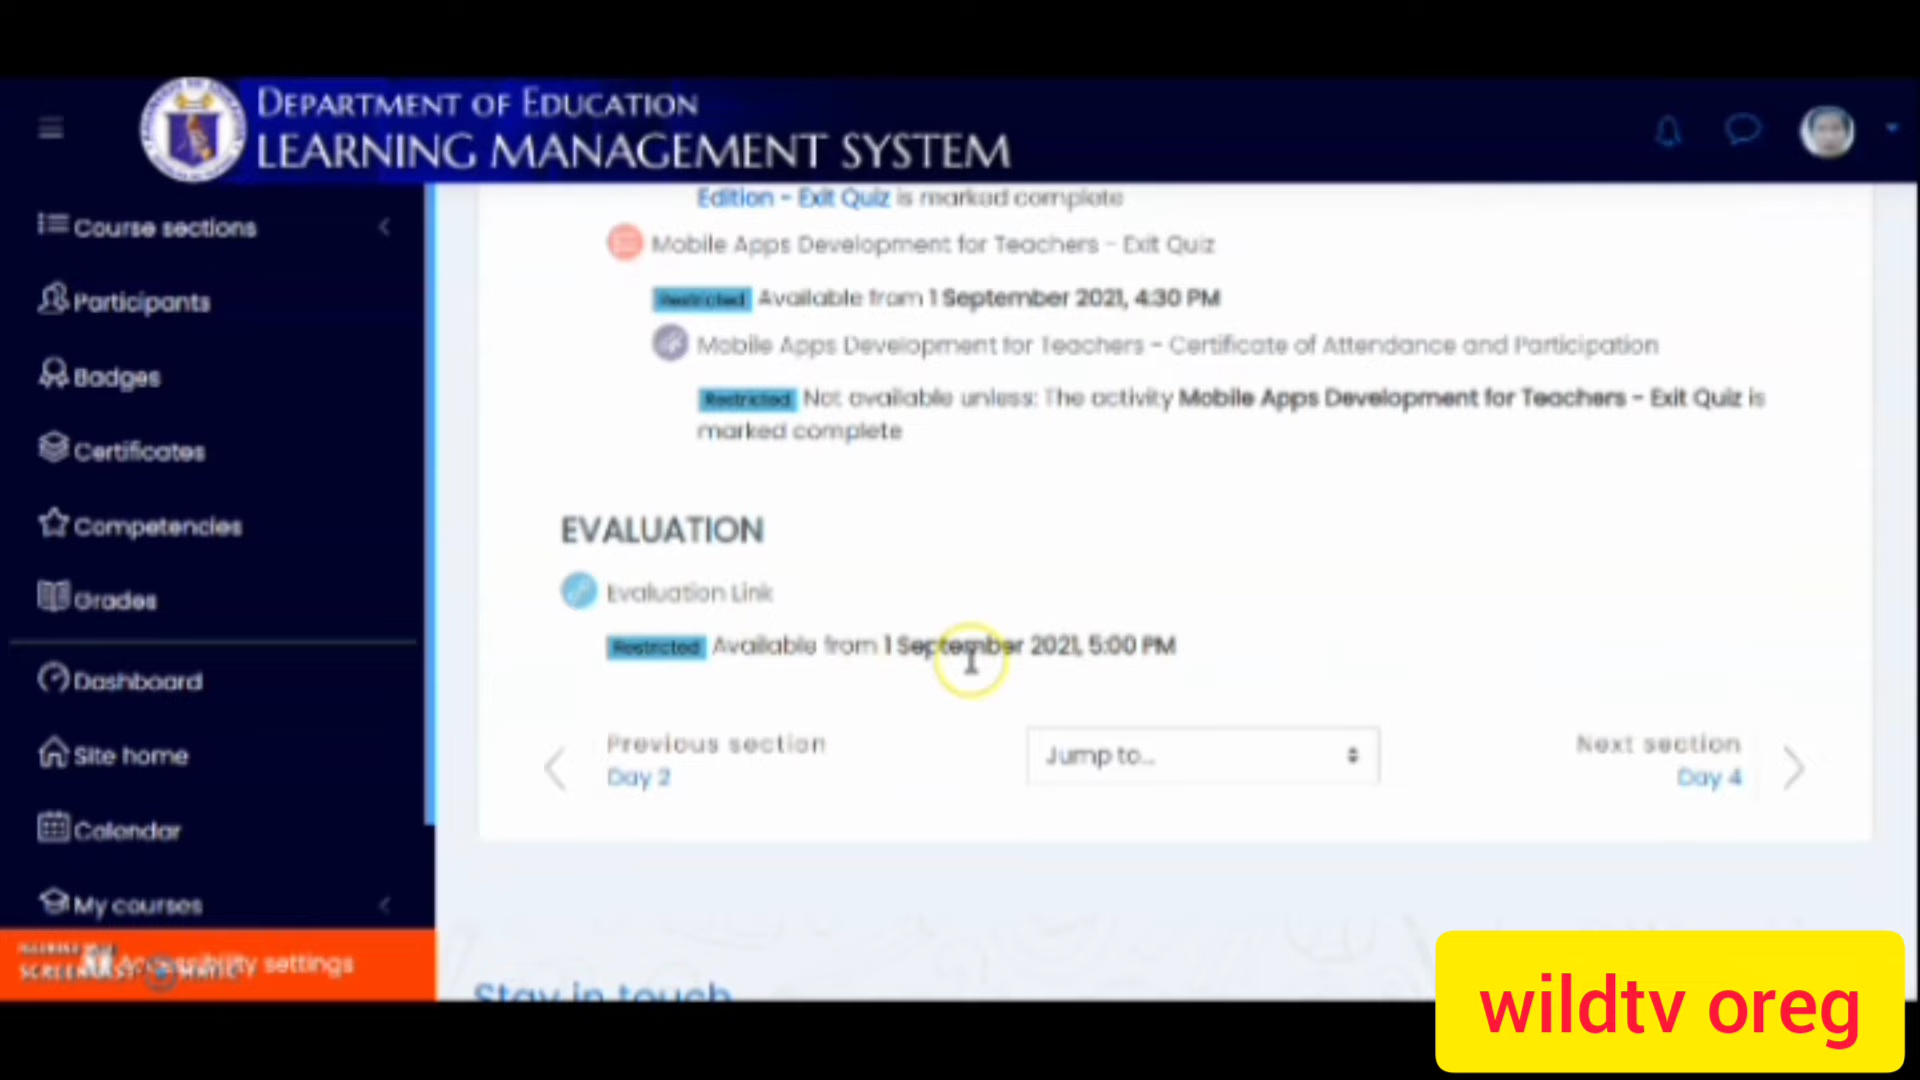 DEPARTMENT OF EDUCATION
LEARNING MANAGEMENT SYSTEM
Course sections
Participants
Badges
Certificates
Competencies
Grades
Dashboard
Site home
Calendar
My courses
Accessibility settings
Edition - Exit Quiz is marked complete
Mobile Apps Development for Teachers - Exit Quiz
Restricted Available from 1 September 2021, 4:30 PM
Mobile Apps Development for Teachers - Certificate of Attendance and Participation
Restricted Not available unless: The activity Mobile Apps Development for Teachers - Exit Quiz is
marked complete
EVALUATION
Evaluation Link
Restricted Available from 1 September 2021, 5:00 PM
Previous section
Day 2
Jump to...
Next section
Day 4
Stay in touch
wildtv oreg